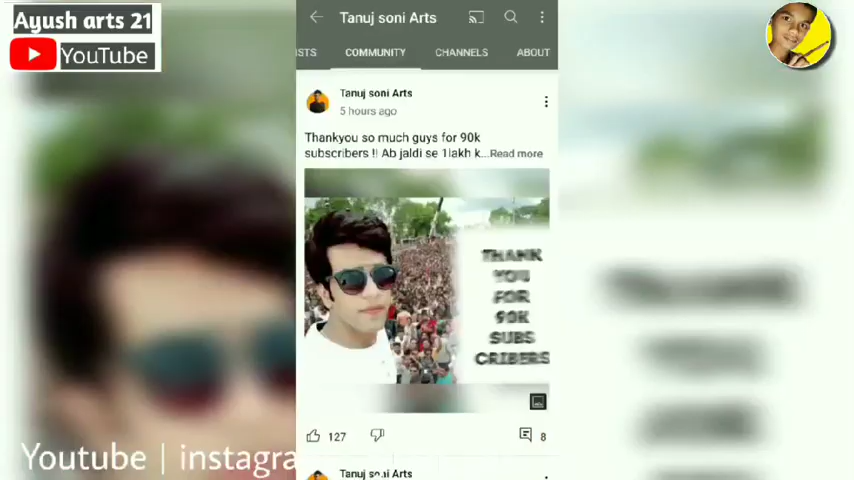 Ayush arts 21
YouTube
Tanuj soni Arts
STS COMMUNITY CHANNELS ABOUT
Tanuj soni Arts
5 hours ago
Thankyou so much guys for 90k
subscribers !! Ab jaldi se 1lakh k...Read more
THANK
YOU
FOR
90K
SUBS
CRIBERS
127 8
Youtube | instagra
Tanuj soni Arts